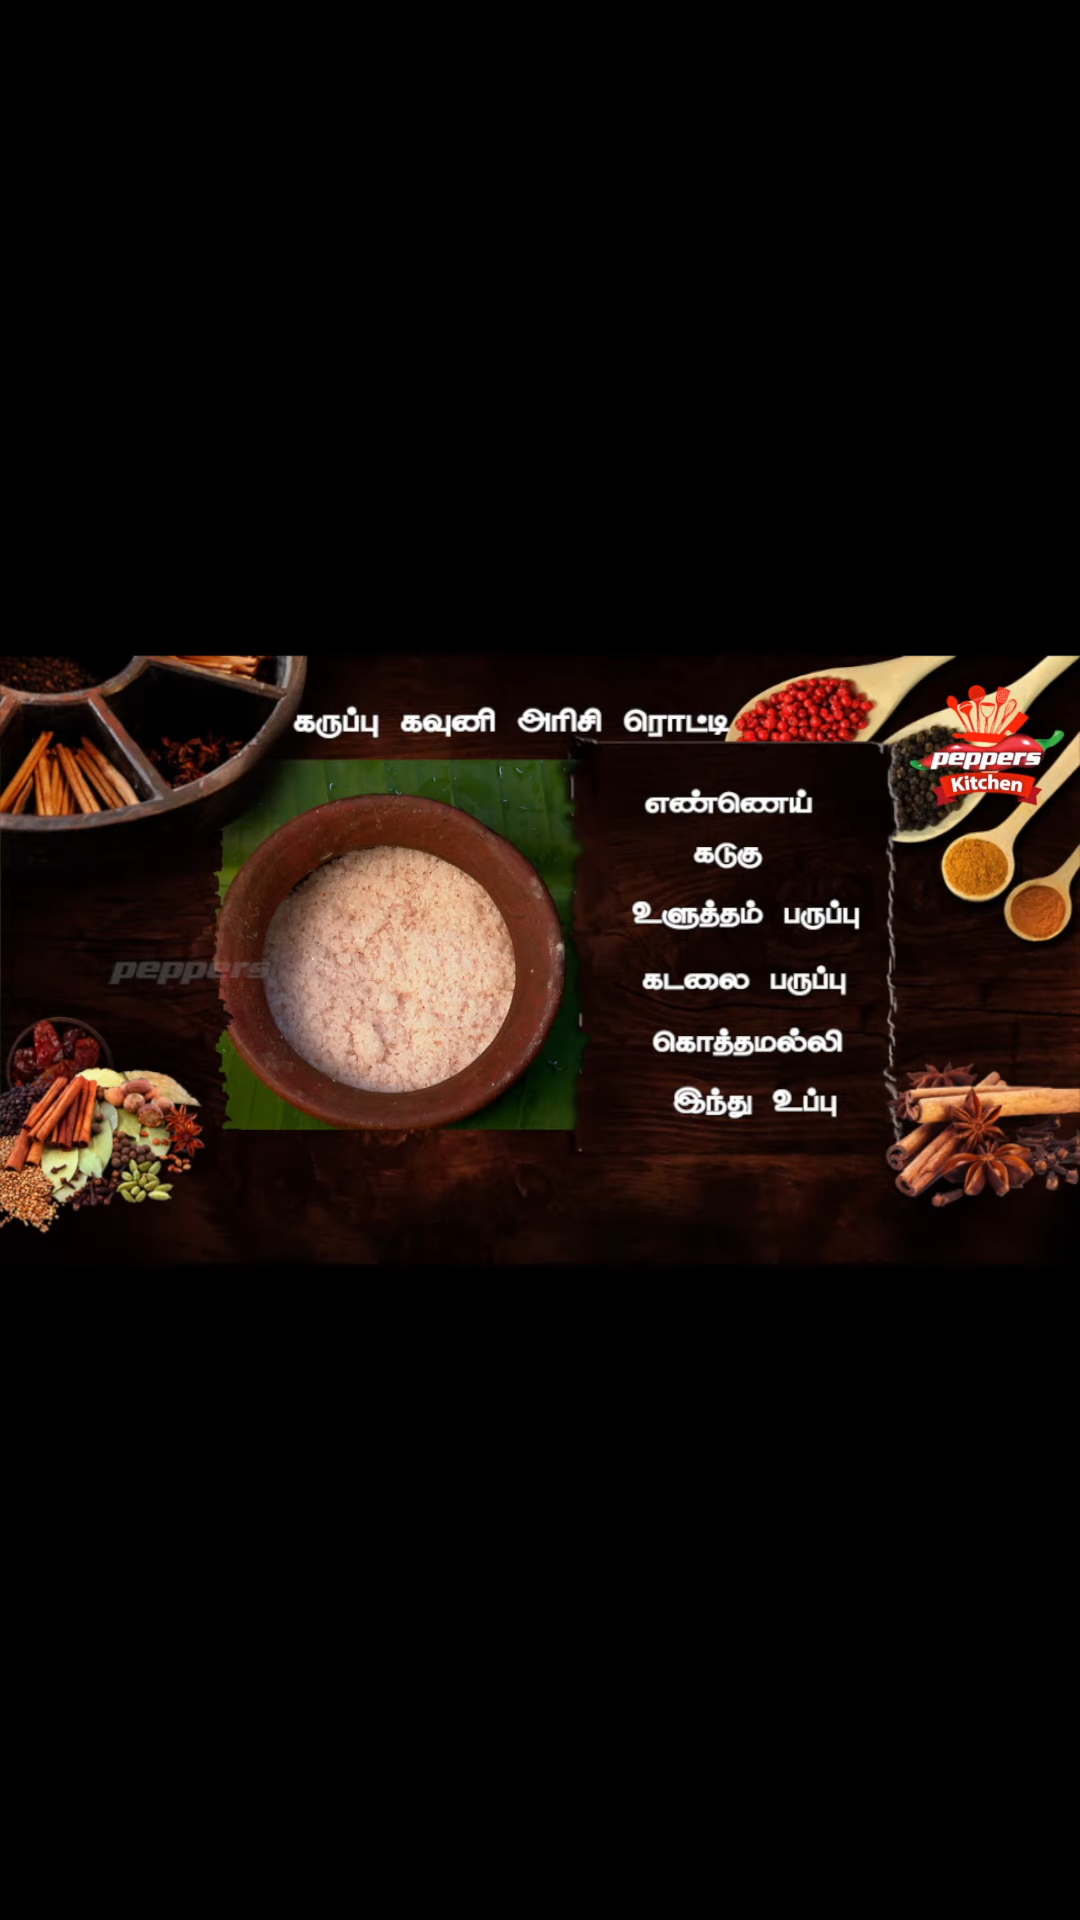 கருப்பு கவுனி அரிசி ரொட்டி
peppers
Kitchen
எண்ணெய்
கடுகு
உளுத்தம் பருப்பு
peppers
கடலை பருப்பு
கொத்தமல்லி
இந்து உப்பு